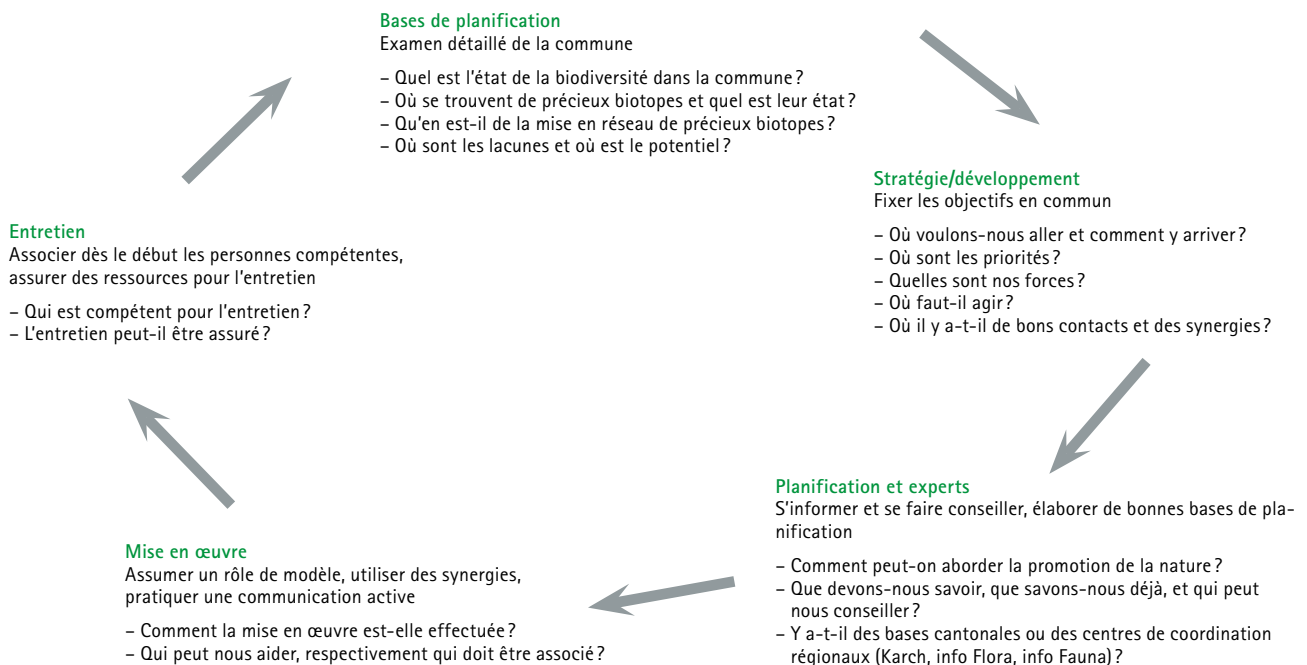 Bases de planification
Examen détaillé de la commune
– Quel est l'état de la biodiversité dans la commune ?
– Où se trouvent de précieux biotopes et quel est leur état ?
– Qu'en est-il de la mise en réseau de précieux biotopes ?
– Où sont les lacunes et où est le potentiel ?
Stratégie/développement
Fixer les objectifs en commun
– Où voulons-nous aller et comment y arriver ?
– Où sont les priorités ?
– Quelles sont nos forces ?
– Où faut-il agir ?
– Où il y a-t-il de bons contacts et des synergies ?
Planification et experts
S'informer et se faire conseiller, élaborer de bonnes bases de pla-
nification
– Comment peut-on aborder la promotion de la nature ?
– Que devons-nous savoir, que savons-nous déjà, et qui peut
nous conseiller ?
– Y a-t-il des bases cantonales ou des centres de coordination
régionaux (Karch, info Flora, info Fauna) ?
Mise en œuvre
Assumer un rôle de modèle, utiliser des synergies,
pratiquer une communication active
– Comment la mise en œuvre est-elle effectuée ?
– Qui peut nous aider, respectivement qui doit être associé ?
Entretien
Associer dès le début les personnes compétentes,
assurer des ressources pour l'entretien
– Qui est compétent pour l'entretien ?
– L'entretien peut-il être assuré ?